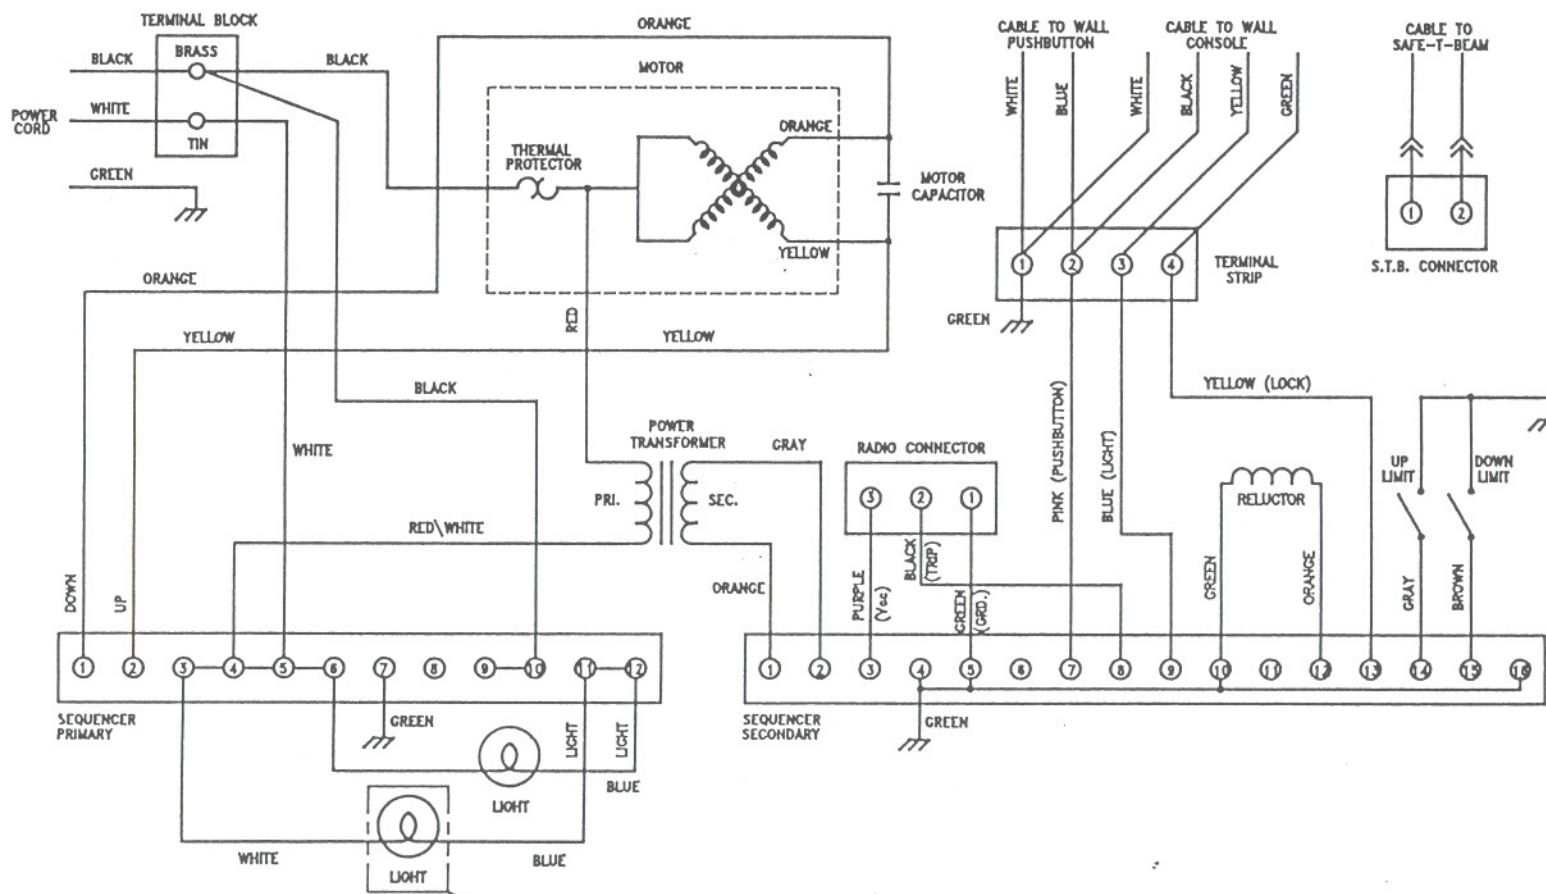 TERMINAL BLOCK
BRASS
BLACK
BLACK
WHITE
POWER
CORD
TIN
GREEN
ORANGE
MOTOR
THERMAL
PROTECTOR
ORANGE
YELLOW
MOTOR
CAPACITOR
CABLE TO WALL
PUSHBUTTON
CABLE TO WALL
CONSOLE
CABLE TO
SAFE-T-BEAM
WHITE
BLUE
WHITE
BLACK
YELLOW
GREEN
1 2 3 4
TERMINAL
STRIP
GREEN
1 2
S.T.B. CONNECTOR
ORANGE
YELLOW
YELLOW
RED
BLACK
WHITE
POWER
TRANSFORMER
PRI.
SEC.
GRAY
RED\WHITE
ORANGE
RADIO CONNECTOR
3 2 1
PURPLE
(Vcc)
BLACK
(TRIP)
GREEN
(GRD.)
PINK (PUSHBUTTON)
BLUE (LIGHT)
YELLOW (LOCK)
RELUCTOR
GREEN
ORANGE
UP
LIMIT
DOWN
LIMIT
GRAY
BROWN
DOWN
UP
1 2 3 4 5 6 7 8 9 10 11 12
SEQUENCER
PRIMARY
GREEN
LIGHT
LIGHT
LIGHT
BLUE
WHITE
LIGHT
BLUE
1 2 3 4 5 6 7 8 9 10 11 12 13 14 15 16
SEQUENCER
SECONDARY
GREEN